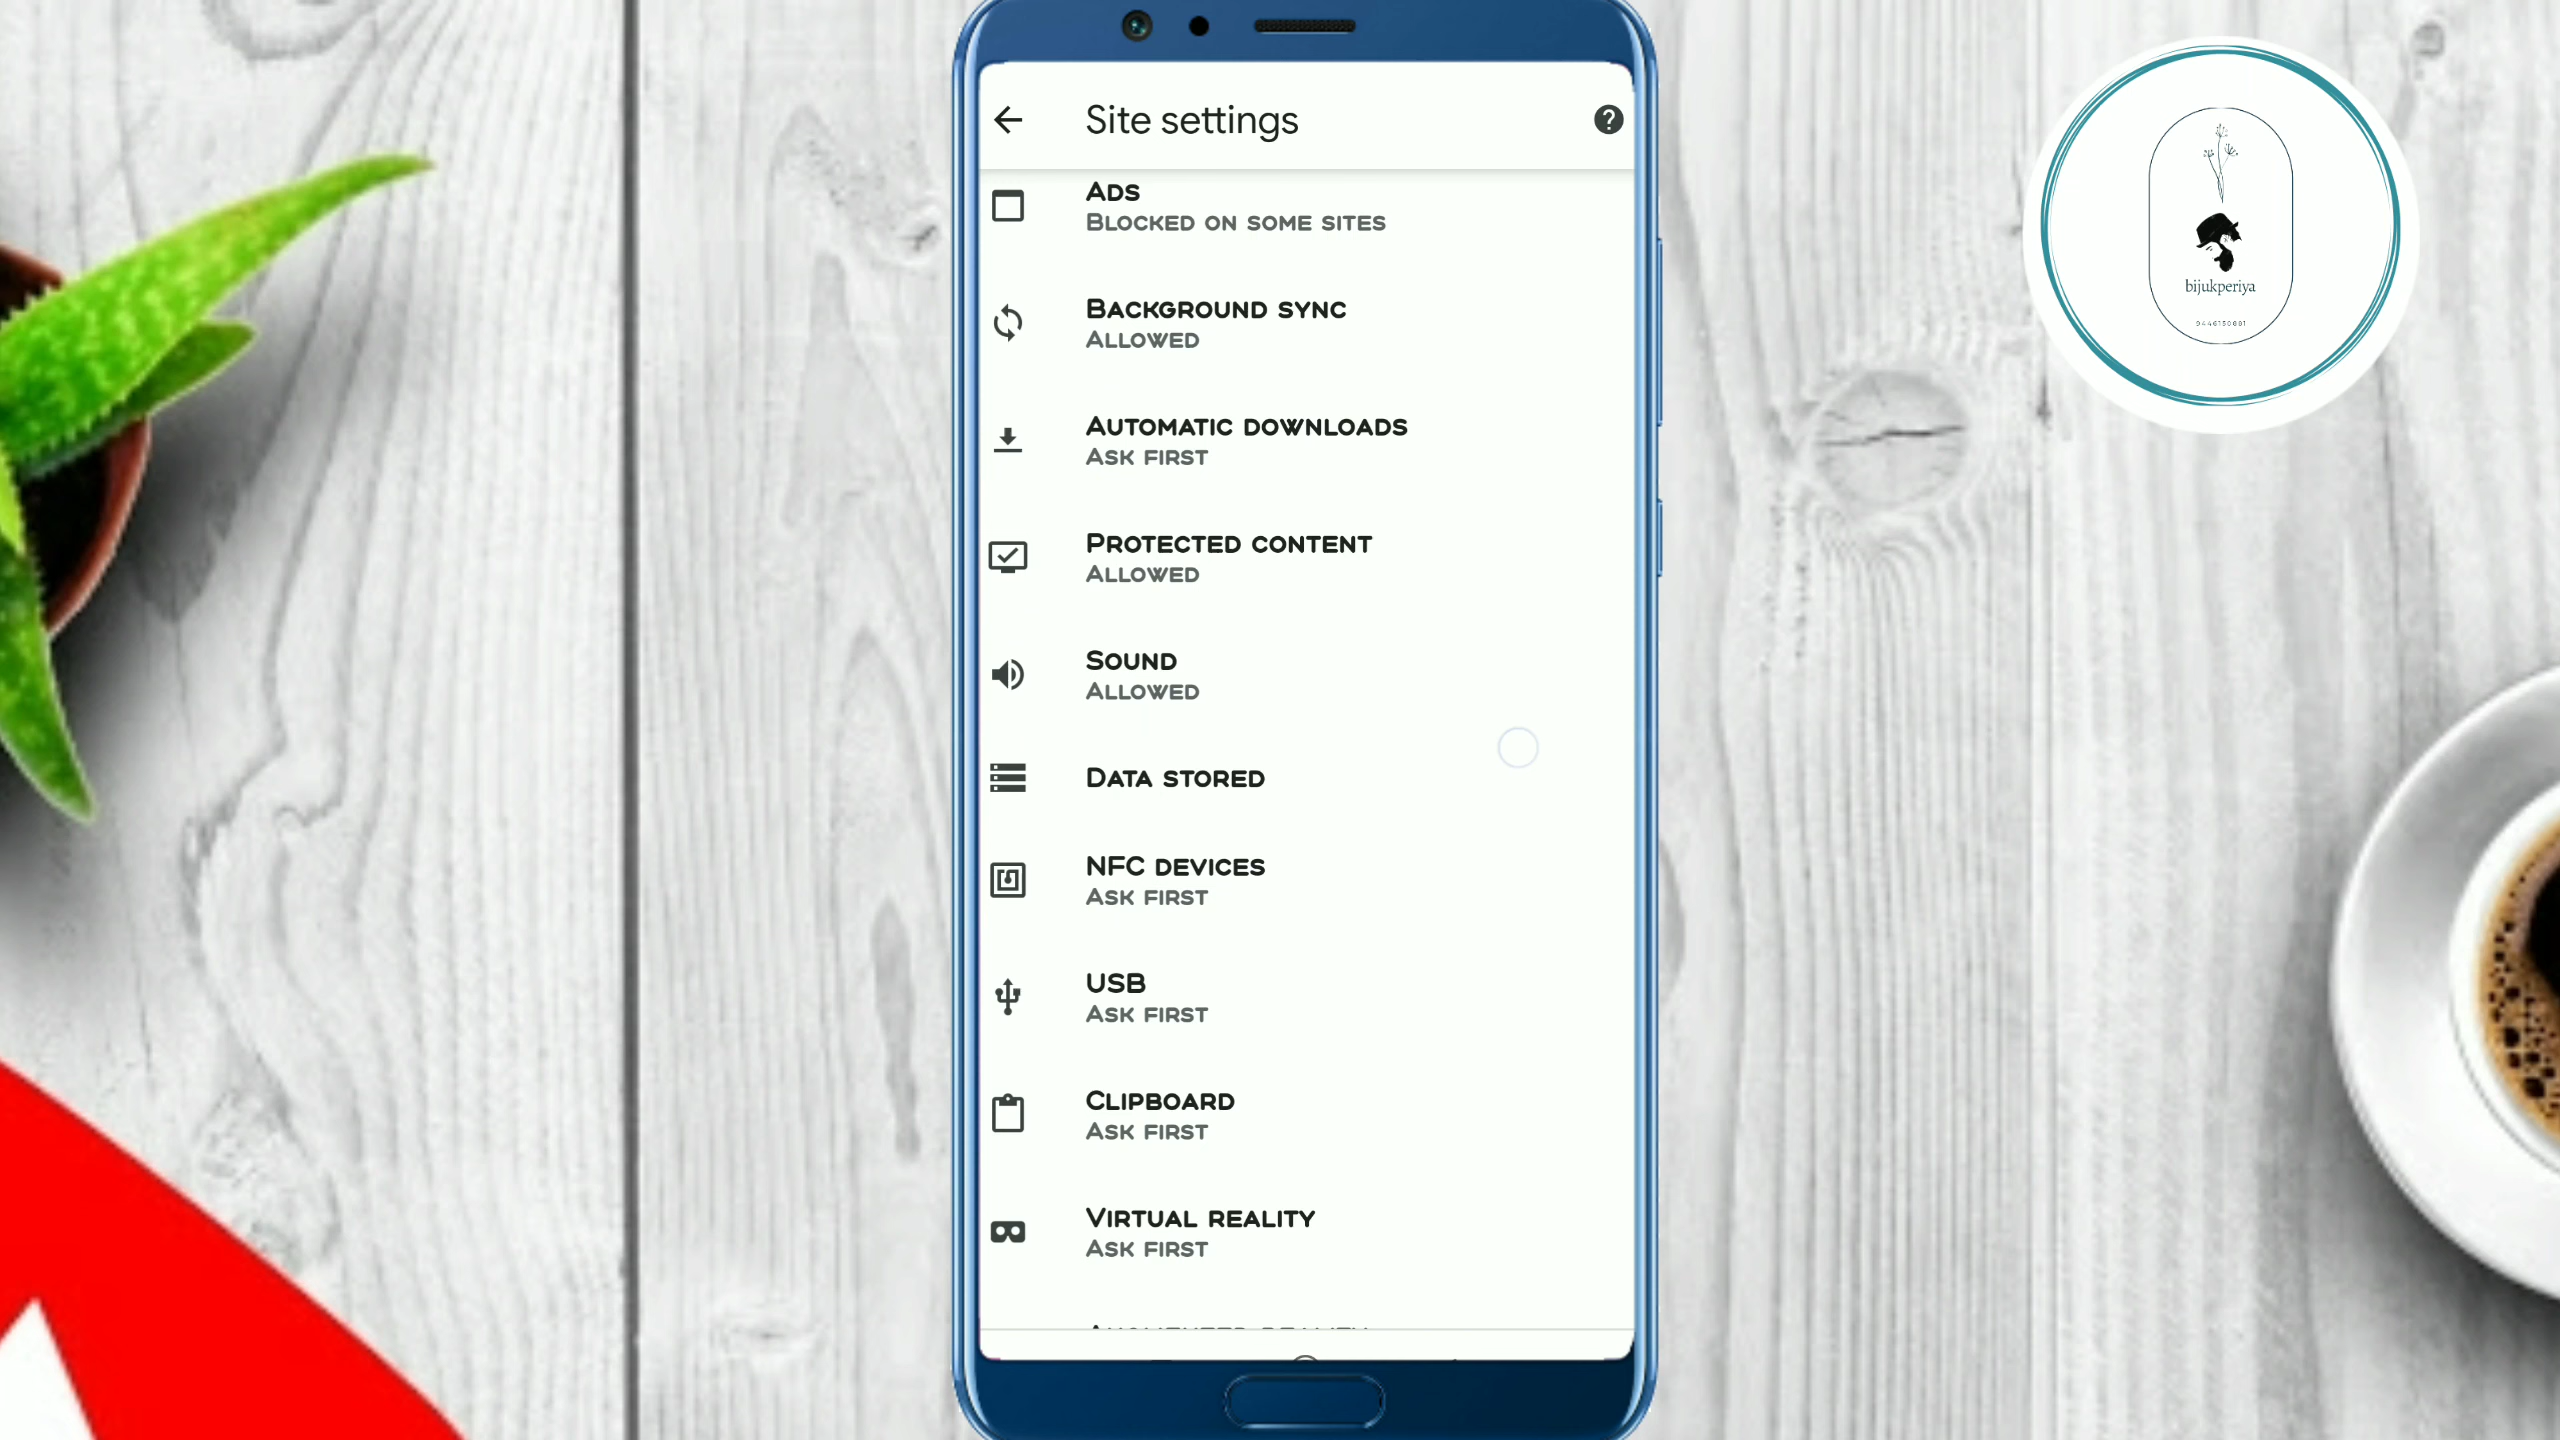 Site settings
Ads
Blocked on some sites
Background sync
Allowed
Automatic downloads
Ask first
Protected content
Allowed
Sound
Allowed
Data stored
NFC devices
Ask first
USB
Ask first
Clipboard
Ask first
Virtual reality
Ask first
bijukperiya